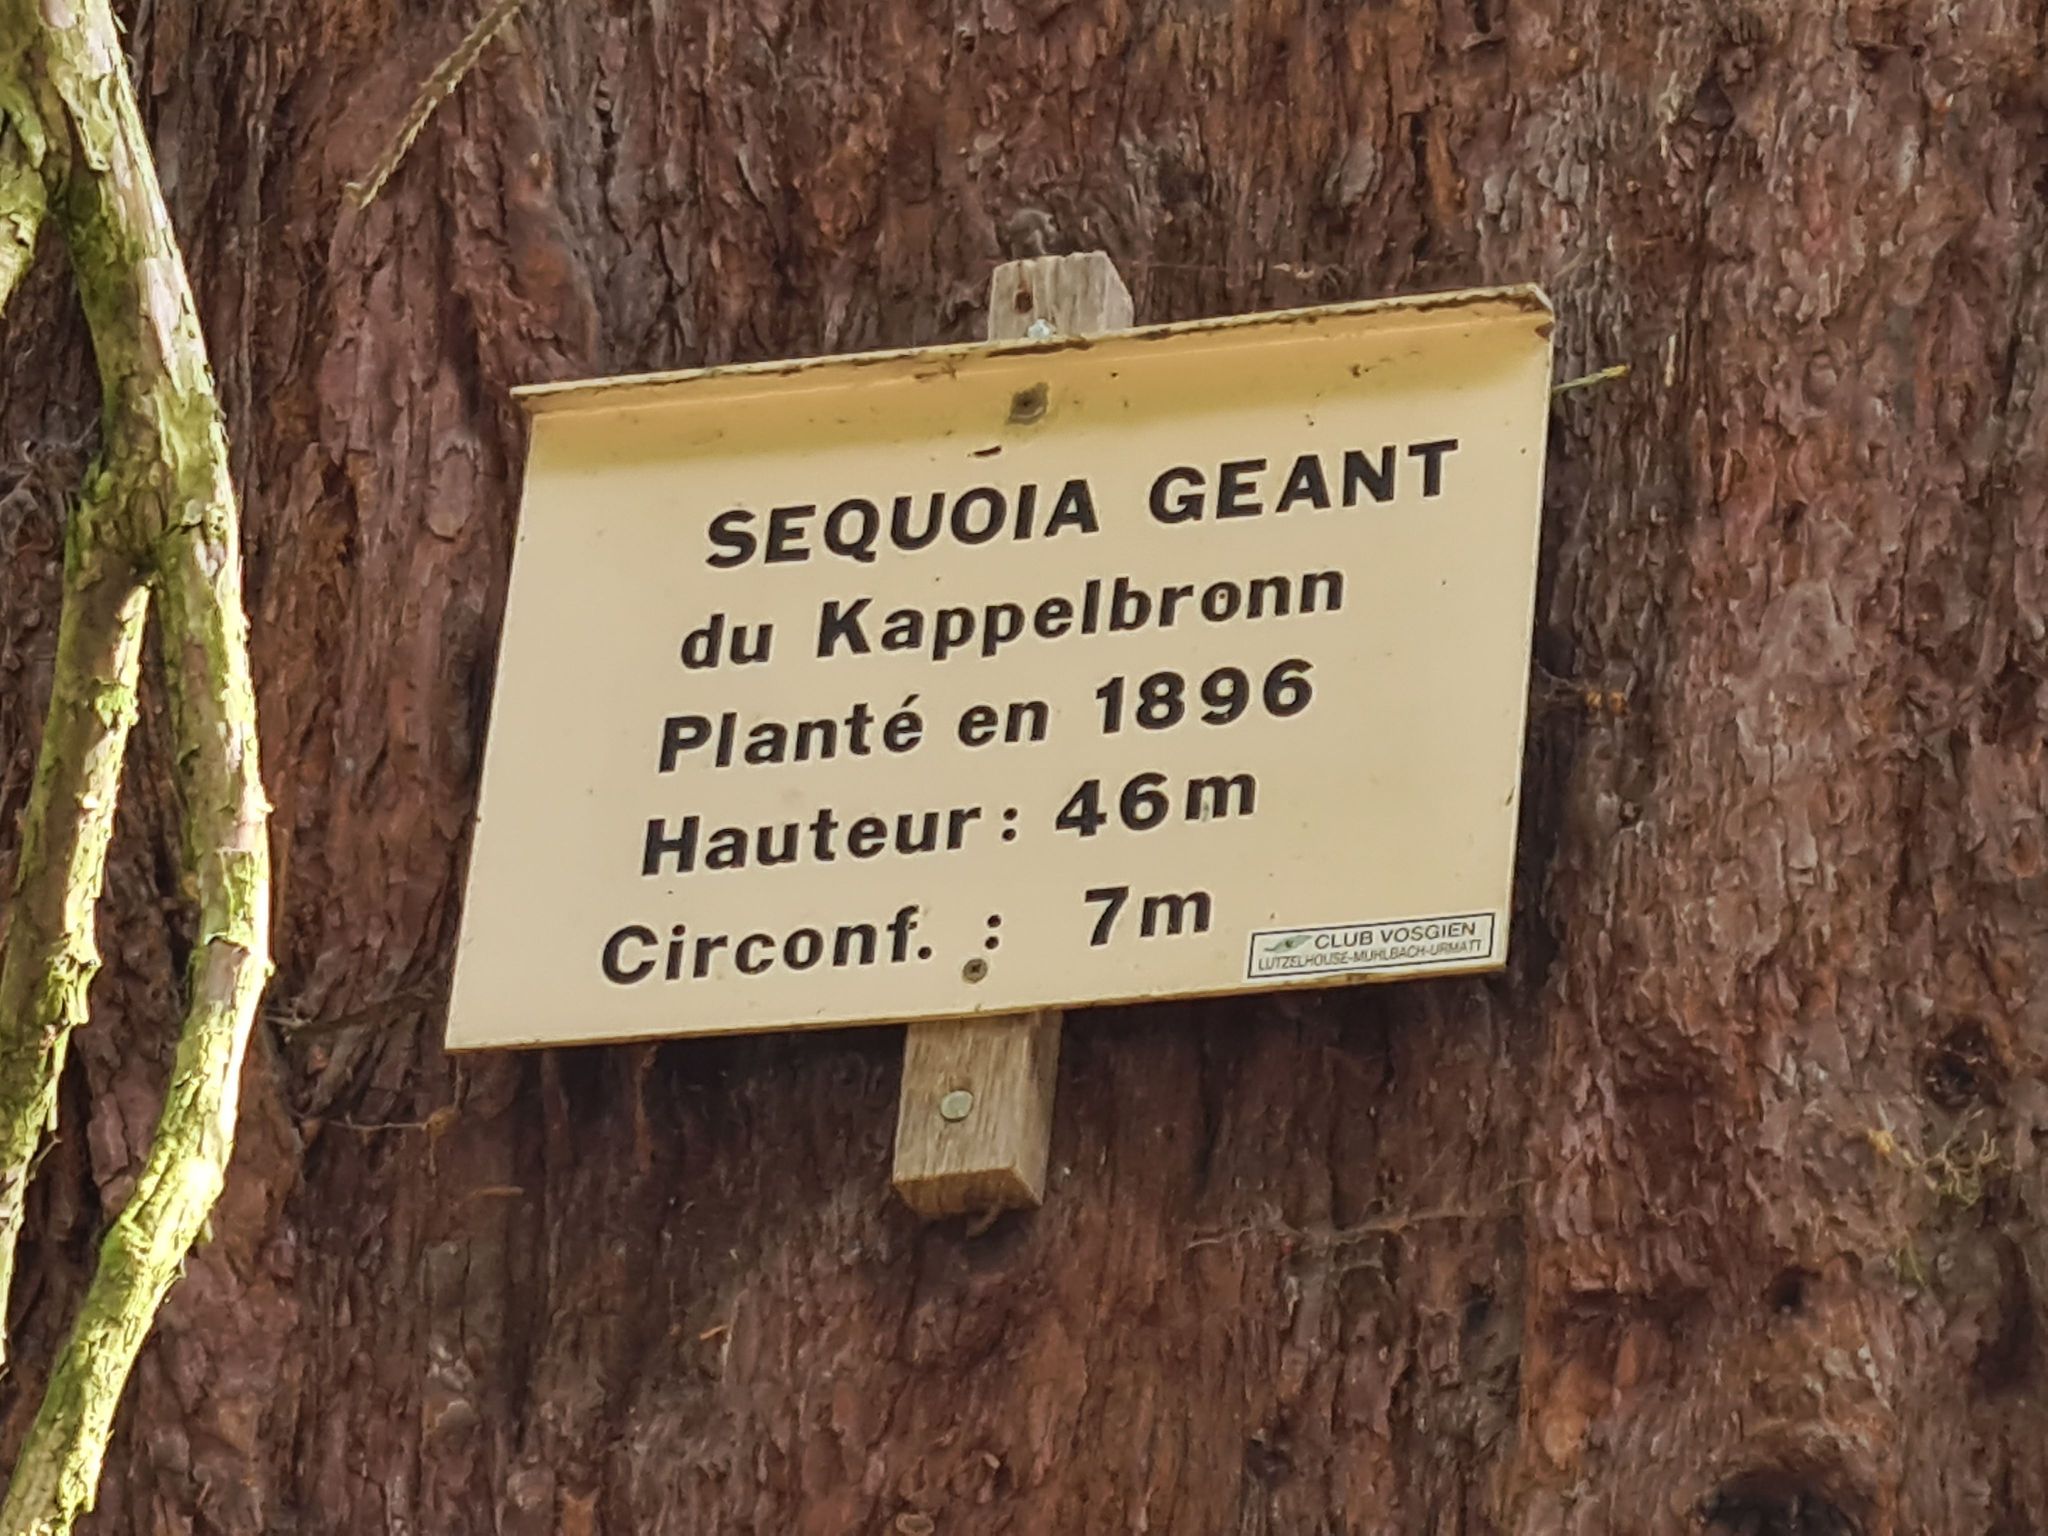 SEQUOIA GEANT
du Kappelbronn
Planté en 1896
Hauteur : 46m
Circonf. : 7m
CLUB VOSGIEN
LUTZELHOUSE-MUHLBACH-URMATT